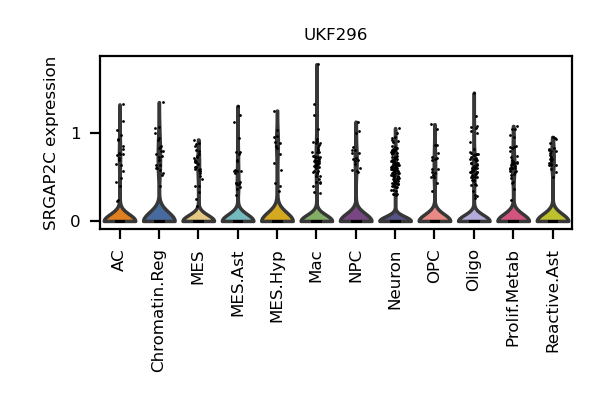 UKF296
SRGAP2C expression
1
0
AC
Chromatin.Reg
MES
MES.Ast
MES.Hyp
Mac
NPC
Neuron
OPC
Oligo
Prolif.Metab
Reactive.Ast